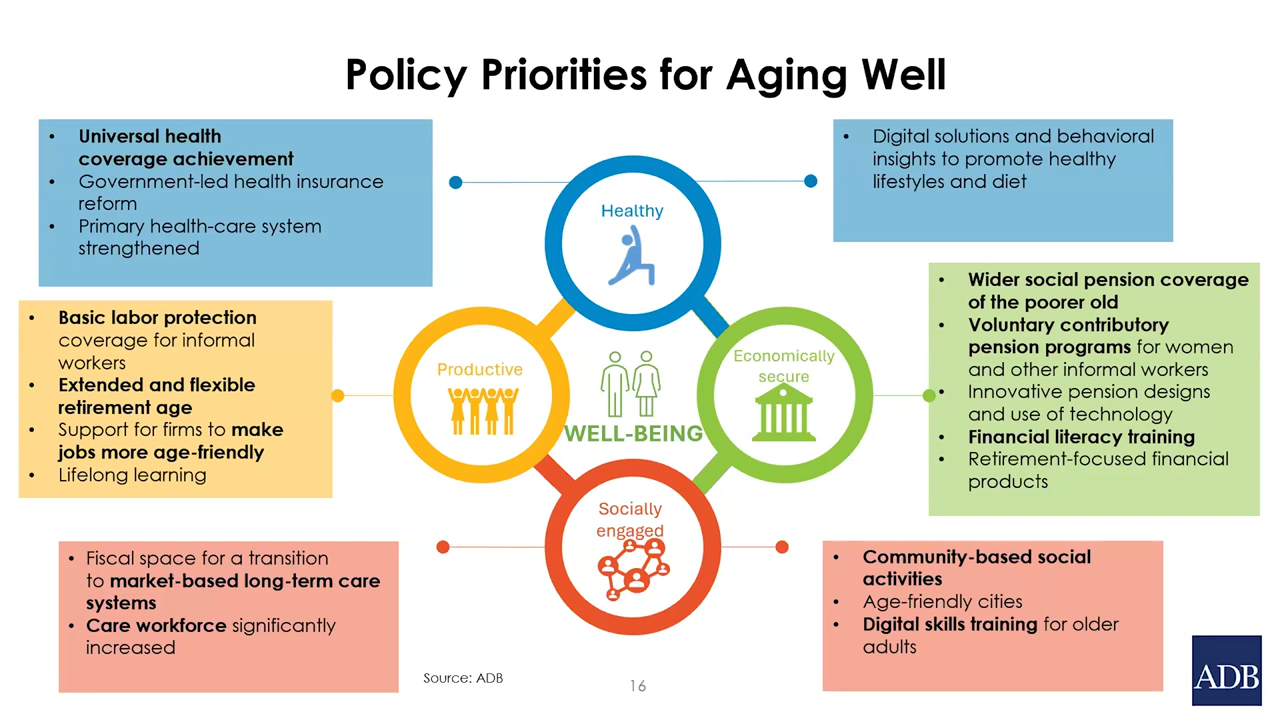 Policy Priorities for Aging Well
• Universal health
coverage achievement
• Government-led health insurance
reform
• Primary health-care system
strengthened
• Digital solutions and behavioral
insights to promote healthy
lifestyles and diet
Healthy
• Basic labor protection
coverage for informal
workers
• Extended and flexible
retirement age
• Support for firms to make
jobs more age-friendly
• Lifelong learning
Productive
WELL-BEING
Economically
secure
• Wider social pension coverage
of the poorer old
• Voluntary contributory
pension programs for women
and other informal workers
• Innovative pension designs
and use of technology
• Financial literacy training
• Retirement-focused financial
products
Socially
engaged
• Fiscal space for a transition
to market-based long-term care
systems
• Care workforce significantly
increased
• Community-based social
activities
• Age-friendly cities
• Digital skills training for older
adults
Source: ADB
16
ADB